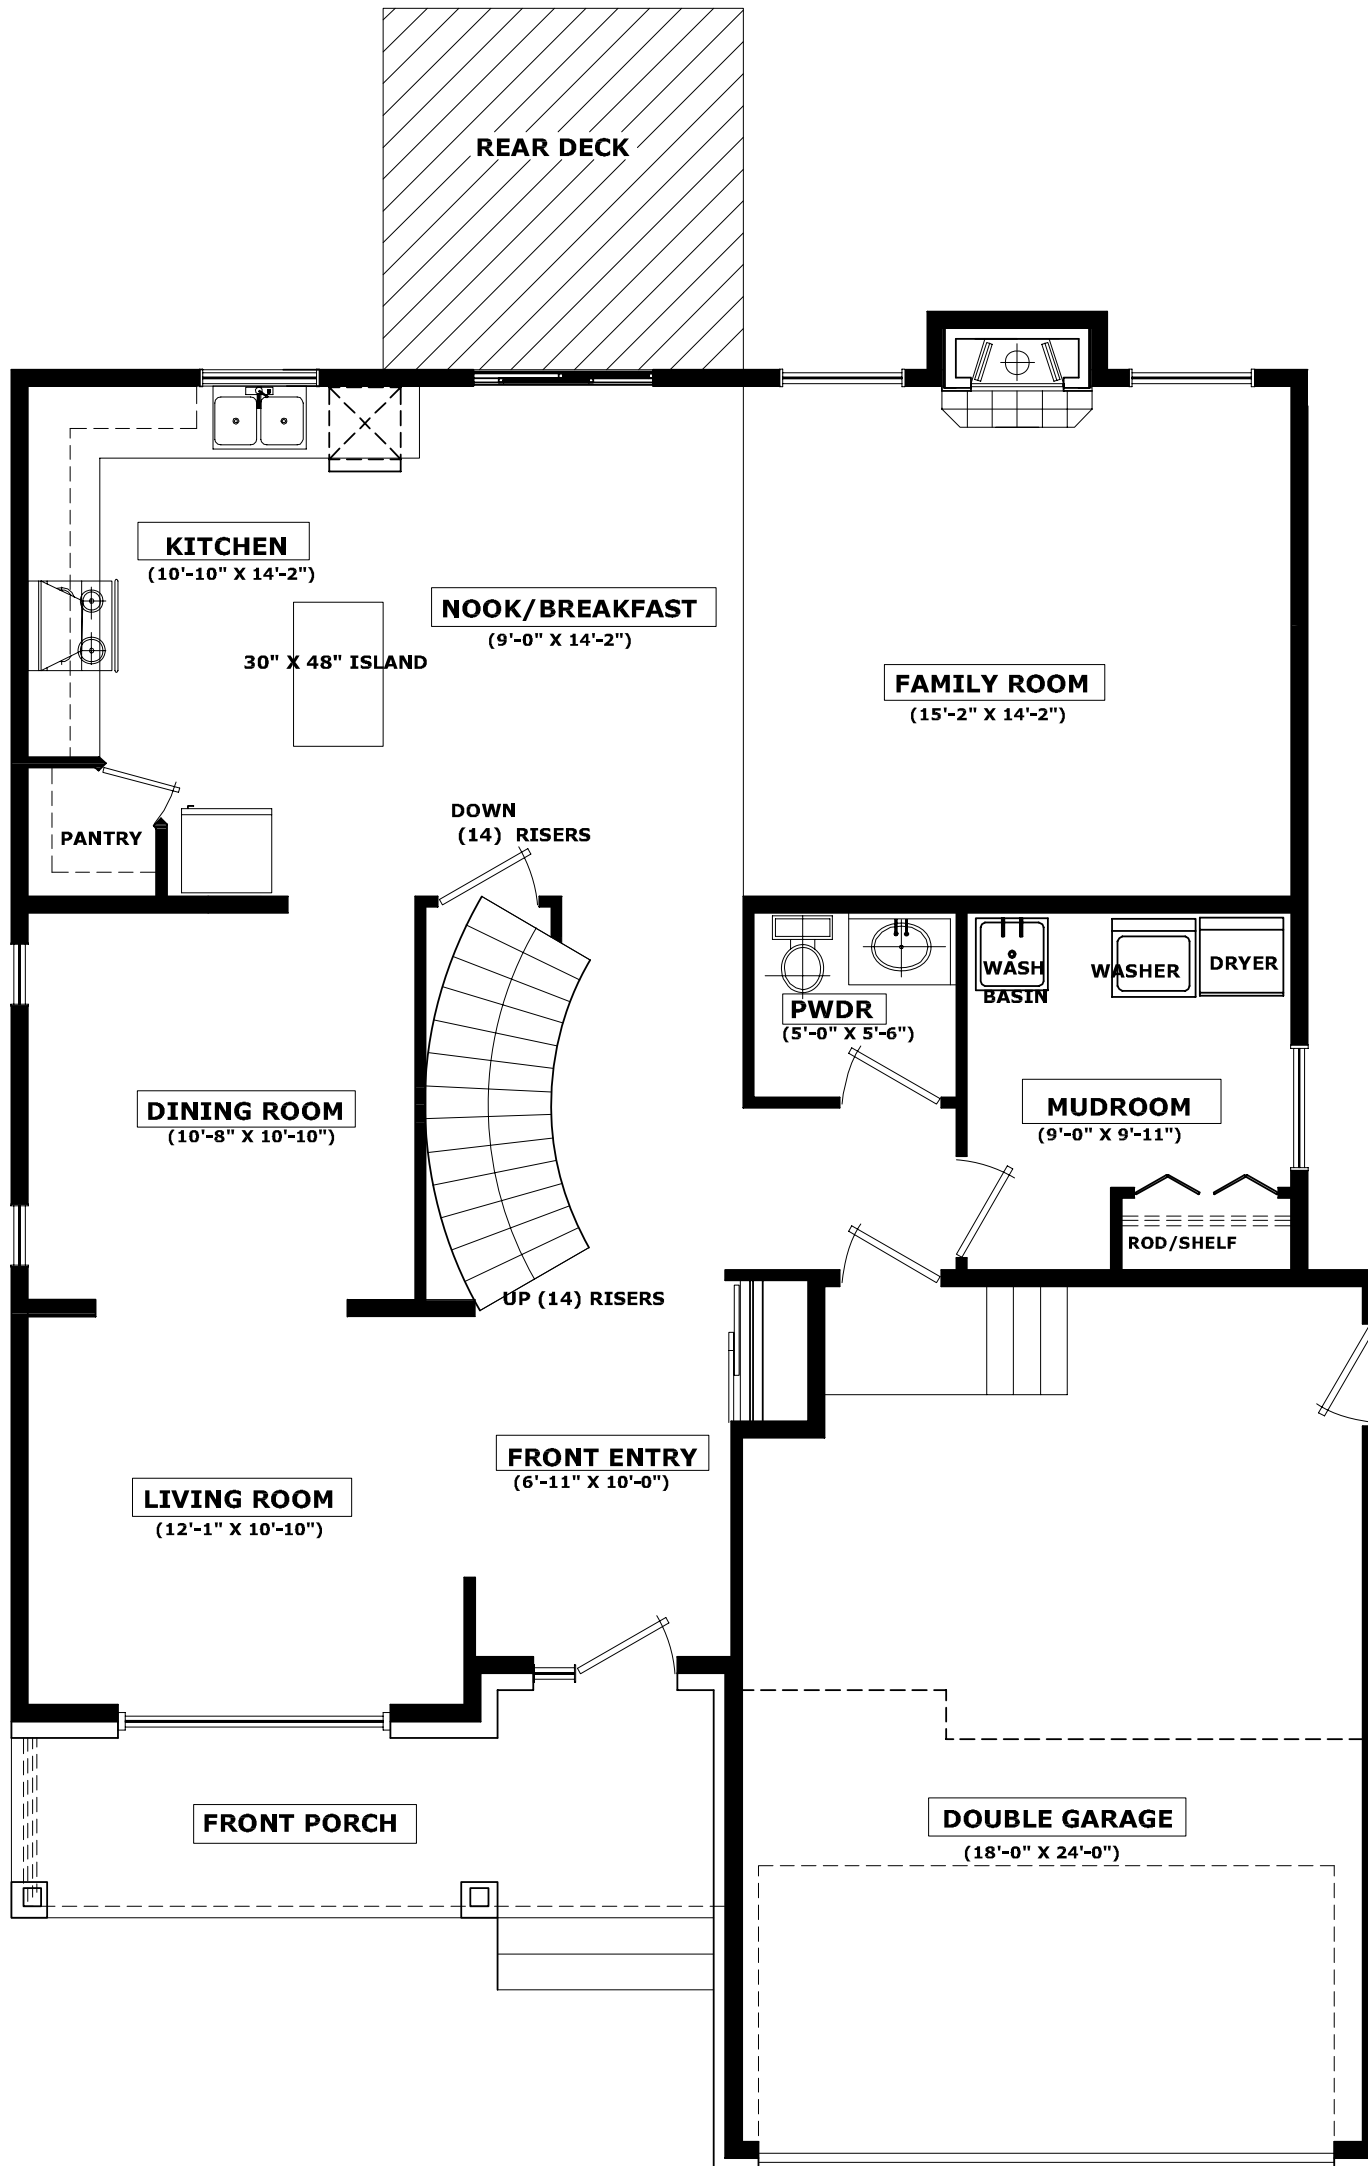 REAR DECK
KITCHEN
(10'-10" X 14'-2")
NOOK/BREAKFAST
(9'-0" X 14'-2")
30" X 48" ISLAND
FAMILY ROOM
(15'-2" X 14'-2")
PANTRY
DOWN
(14) RISERS
WASH
BASIN
WASHER
DRYER
PWDR
(5'-0" X 5'-6")
DINING ROOM
(10'-8" X 10'-10")
MUDROOM
(9'-0" X 9'-11")
ROD/SHELF
UP (14) RISERS
FRONT ENTRY
(6'-11" X 10'-0")
LIVING ROOM
(12'-1" X 10'-10")
FRONT PORCH
DOUBLE GARAGE
(18'-0" X 24'-0")